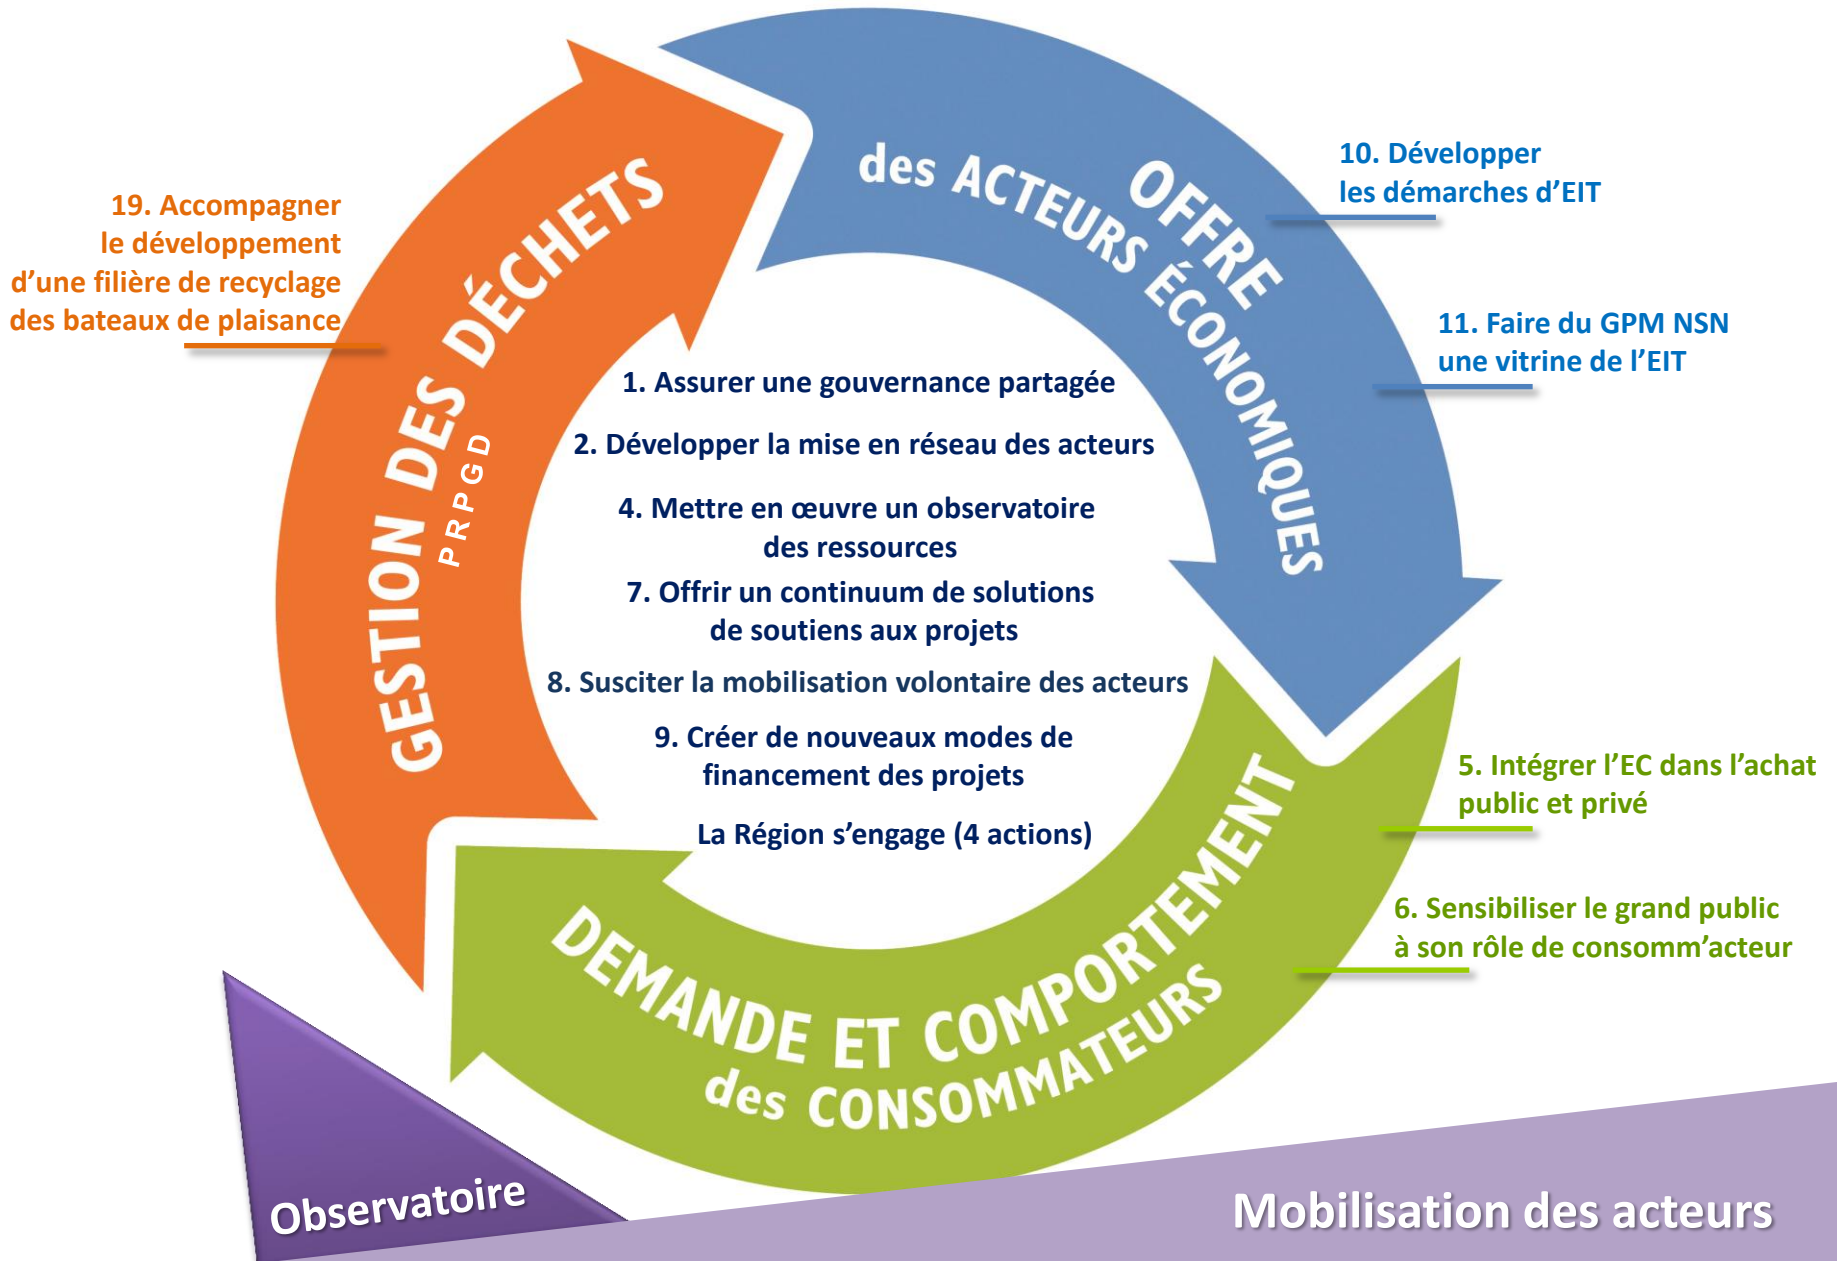 OFFRE
des ACTEURS ÉCONOMIQUES
10. Développer
les démarches d’EIT
11. Faire du GPM NSN
une vitrine de l’EIT
19. Accompagner
le développement
d’une filière de recyclage
des bateaux de plaisance
GESTION DES DÉCHETS
PRPGD
1. Assurer une gouvernance partagée
2. Développer la mise en réseau des acteurs
4. Mettre en œuvre un observatoire
des ressources
7. Offrir un continuum de solutions
de soutiens aux projets
8. Susciter la mobilisation volontaire des acteurs
9. Créer de nouveaux modes de
financement des projets
La Région s’engage (4 actions)
5. Intégrer l’EC dans l’achat
public et privé
6. Sensibiliser le grand public
à son rôle de consomm’acteur
DEMANDE ET COMPORTEMENT
des CONSOMMATEURS
Observatoire
Mobilisation des acteurs